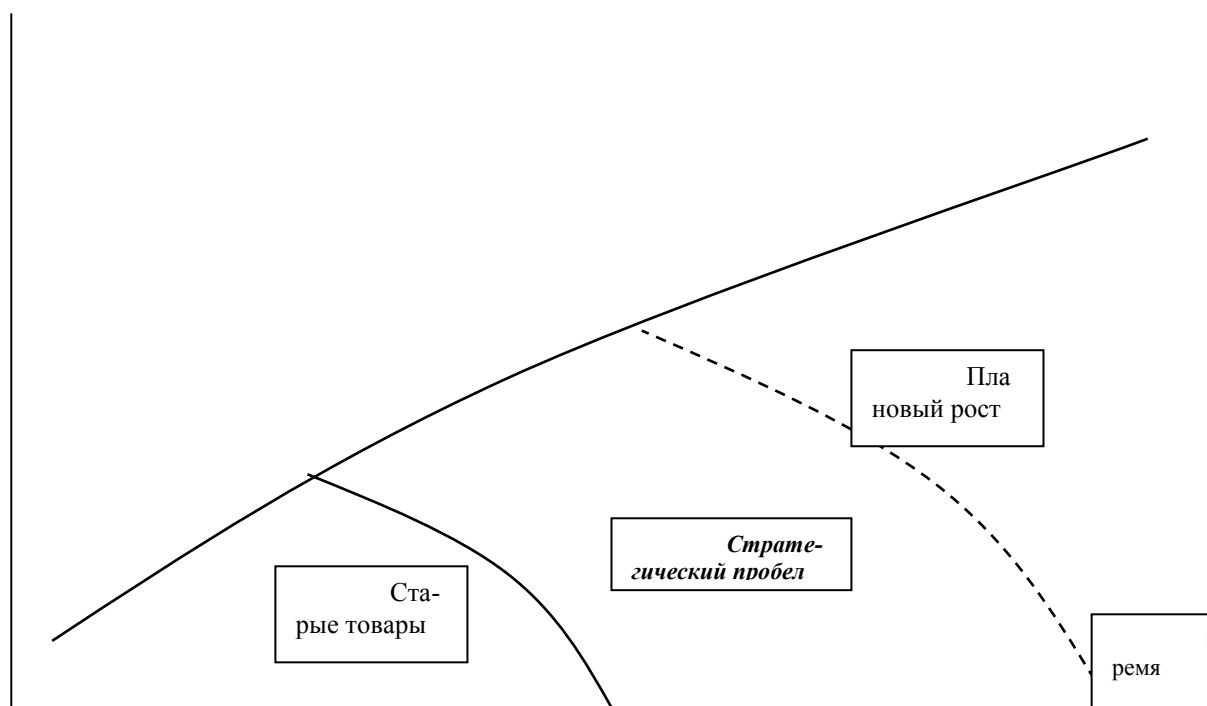 Пла
новый рост
Страте-
гический пробел
Ста-
рые товары
ремя